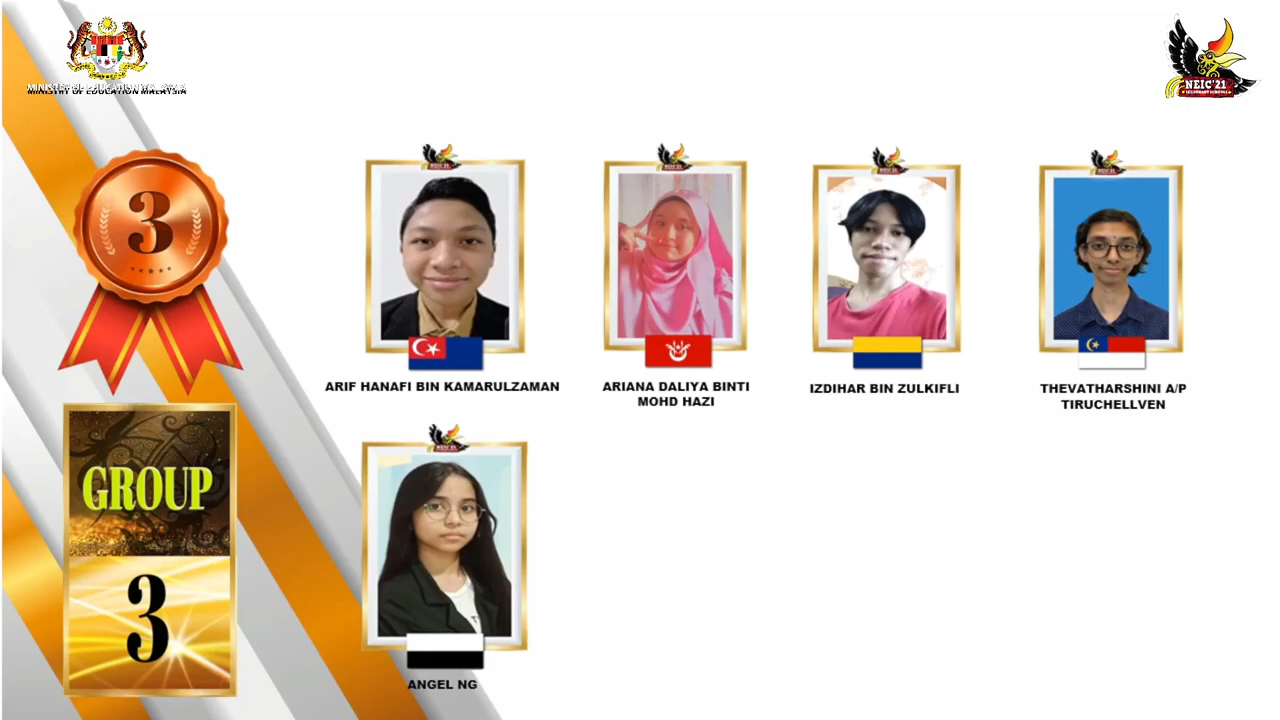 MINISTRY OF EDUCATION MALAYSIA
NEIC'21
3
ARIF HANAFI BIN KAMARULZAMAN
ARIANA DALIYA BINTI
MOHD HAZI
IZDIHAR BIN ZULKIFLI
THEVATHARSHINI A/P
TIRUCHELLVEN
GROUP
3
ANGEL NG